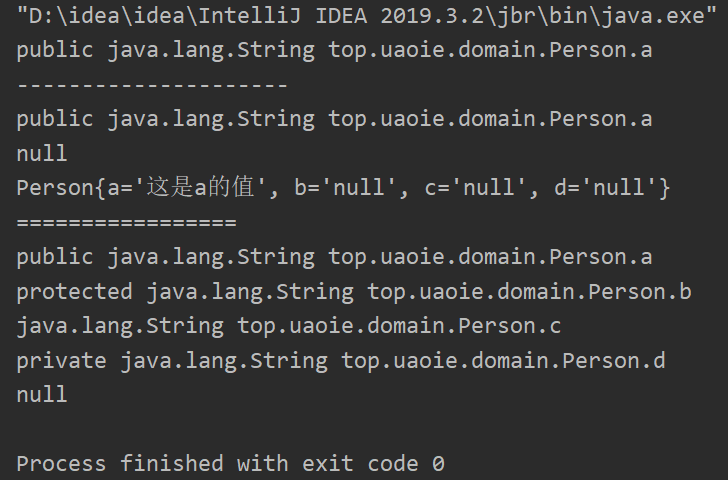 "D:\idea\idea\IntelliJ IDEA 2019.3.2\jbr\bin\java.exe"
public java.lang.String top.uaoie.domain.Person.a
---------------------
public java.lang.String top.uaoie.domain.Person.a
null
Person{a='这是a的值', b='null', c='null', d='null'}
=================
public java.lang.String top.uaoie.domain.Person.a
protected java.lang.String top.uaoie.domain.Person.b
java.lang.String top.uaoie.domain.Person.c
private java.lang.String top.uaoie.domain.Person.d
null
Process finished with exit code 0